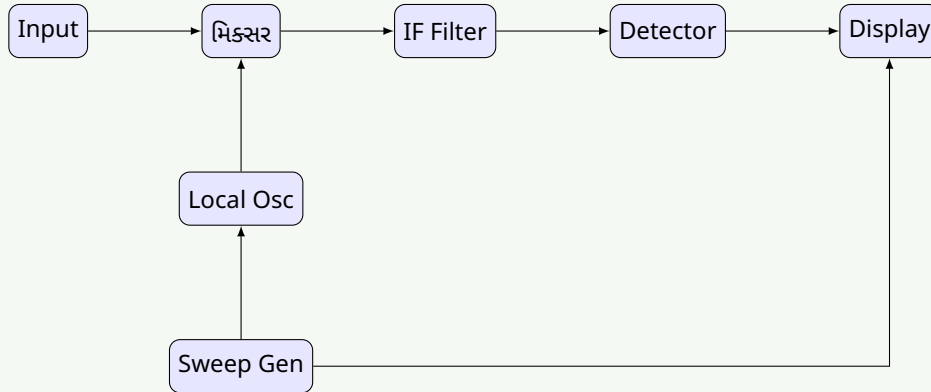 Input
મિક્સર
IF Filter
Detector
Display
Local Osc
Sweep Gen